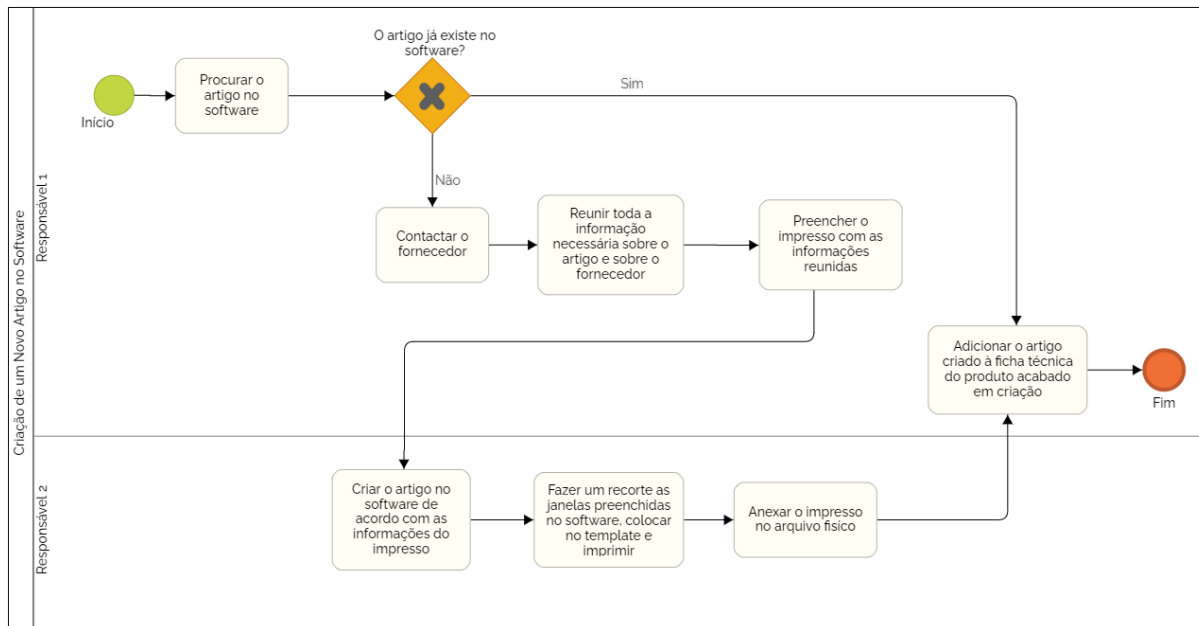 Criação de um Novo Artigo no Software
Responsável 1
Início
Procurar o
artigo no
software
O artigo já existe no
software?
Sim
Não
Contactar o
fornecedor
Reunir toda a
informação
necessária sobre o
artigo e sobre o
fornecedor
Preencher o
impresso com as
informações
reunidas
Adicionar o artigo
criado à ficha técnica
do produto acabado
em criação
Fim
Responsável 2
Criar o artigo no
software de
acordo com as
informações do
impresso
Fazer um recorte as
janelas preenchidas
no software, colocar
no template e
imprimir
Anexar o impresso
no arquivo fisíco